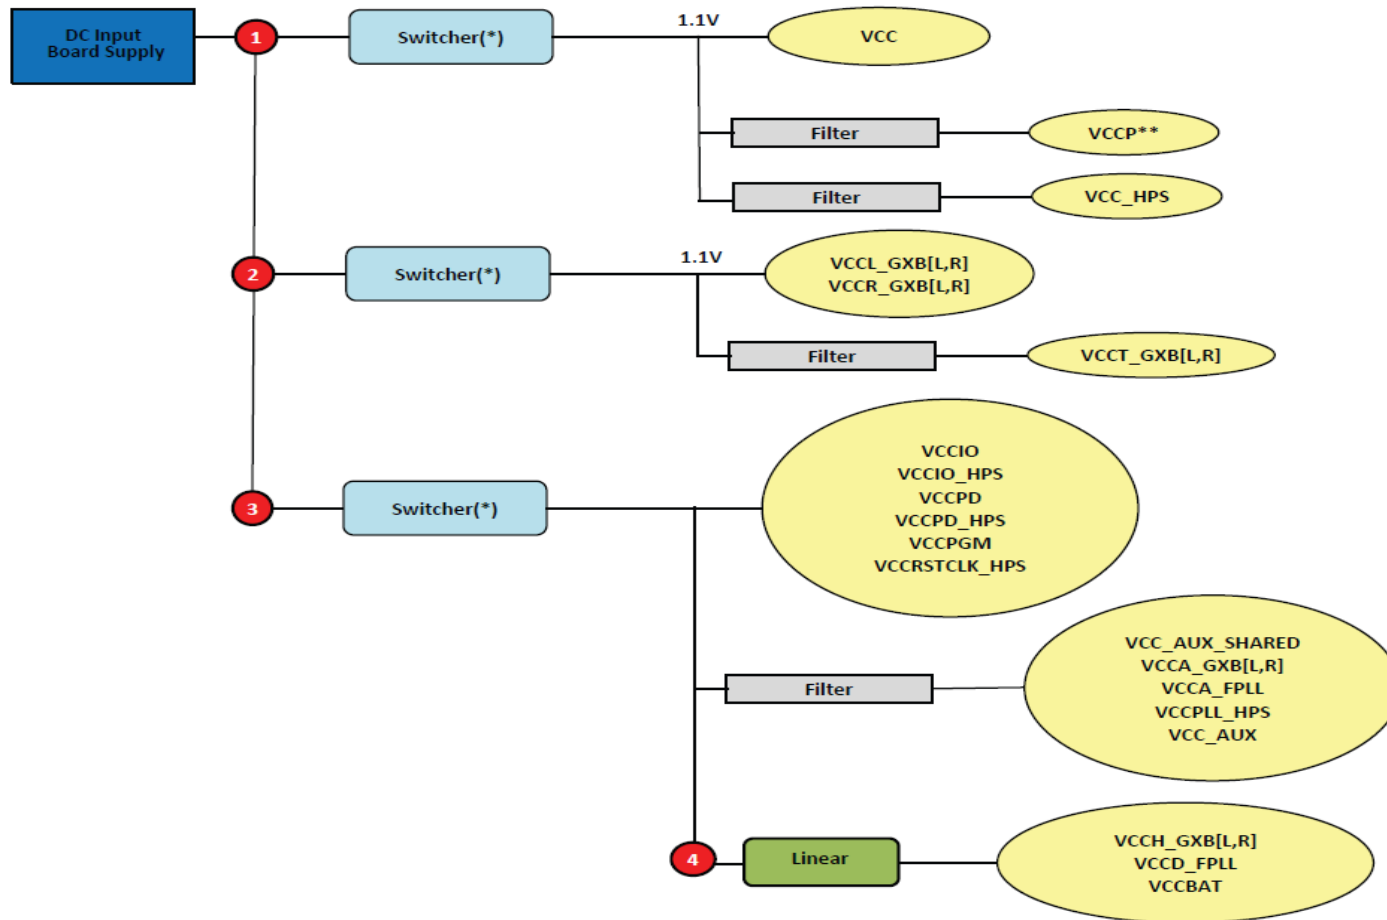 DC Input
Board Supply
1
Switcher(*)
1.1V
VCC
Filter
VCCP**
Filter
VCC_HPS
2
Switcher(*)
1.1V
VCCL_GXB[L,R]
VCCR_GXB[L,R]
Filter
VCCT_GXB[L,R]
3
Switcher(*)
VCCIO
VCCIO_HPS
VCCPD
VCCPD_HPS
VCCPGM
VCCRSTCLK_HPS
Filter
VCC_AUX_SHARED
VCCA_GXB[L,R]
VCCA_FPLL
VCCPLL_HPS
VCC_AUX
4
Linear
VCCH_GXB[L,R]
VCCD_FPLL
VCCBAT